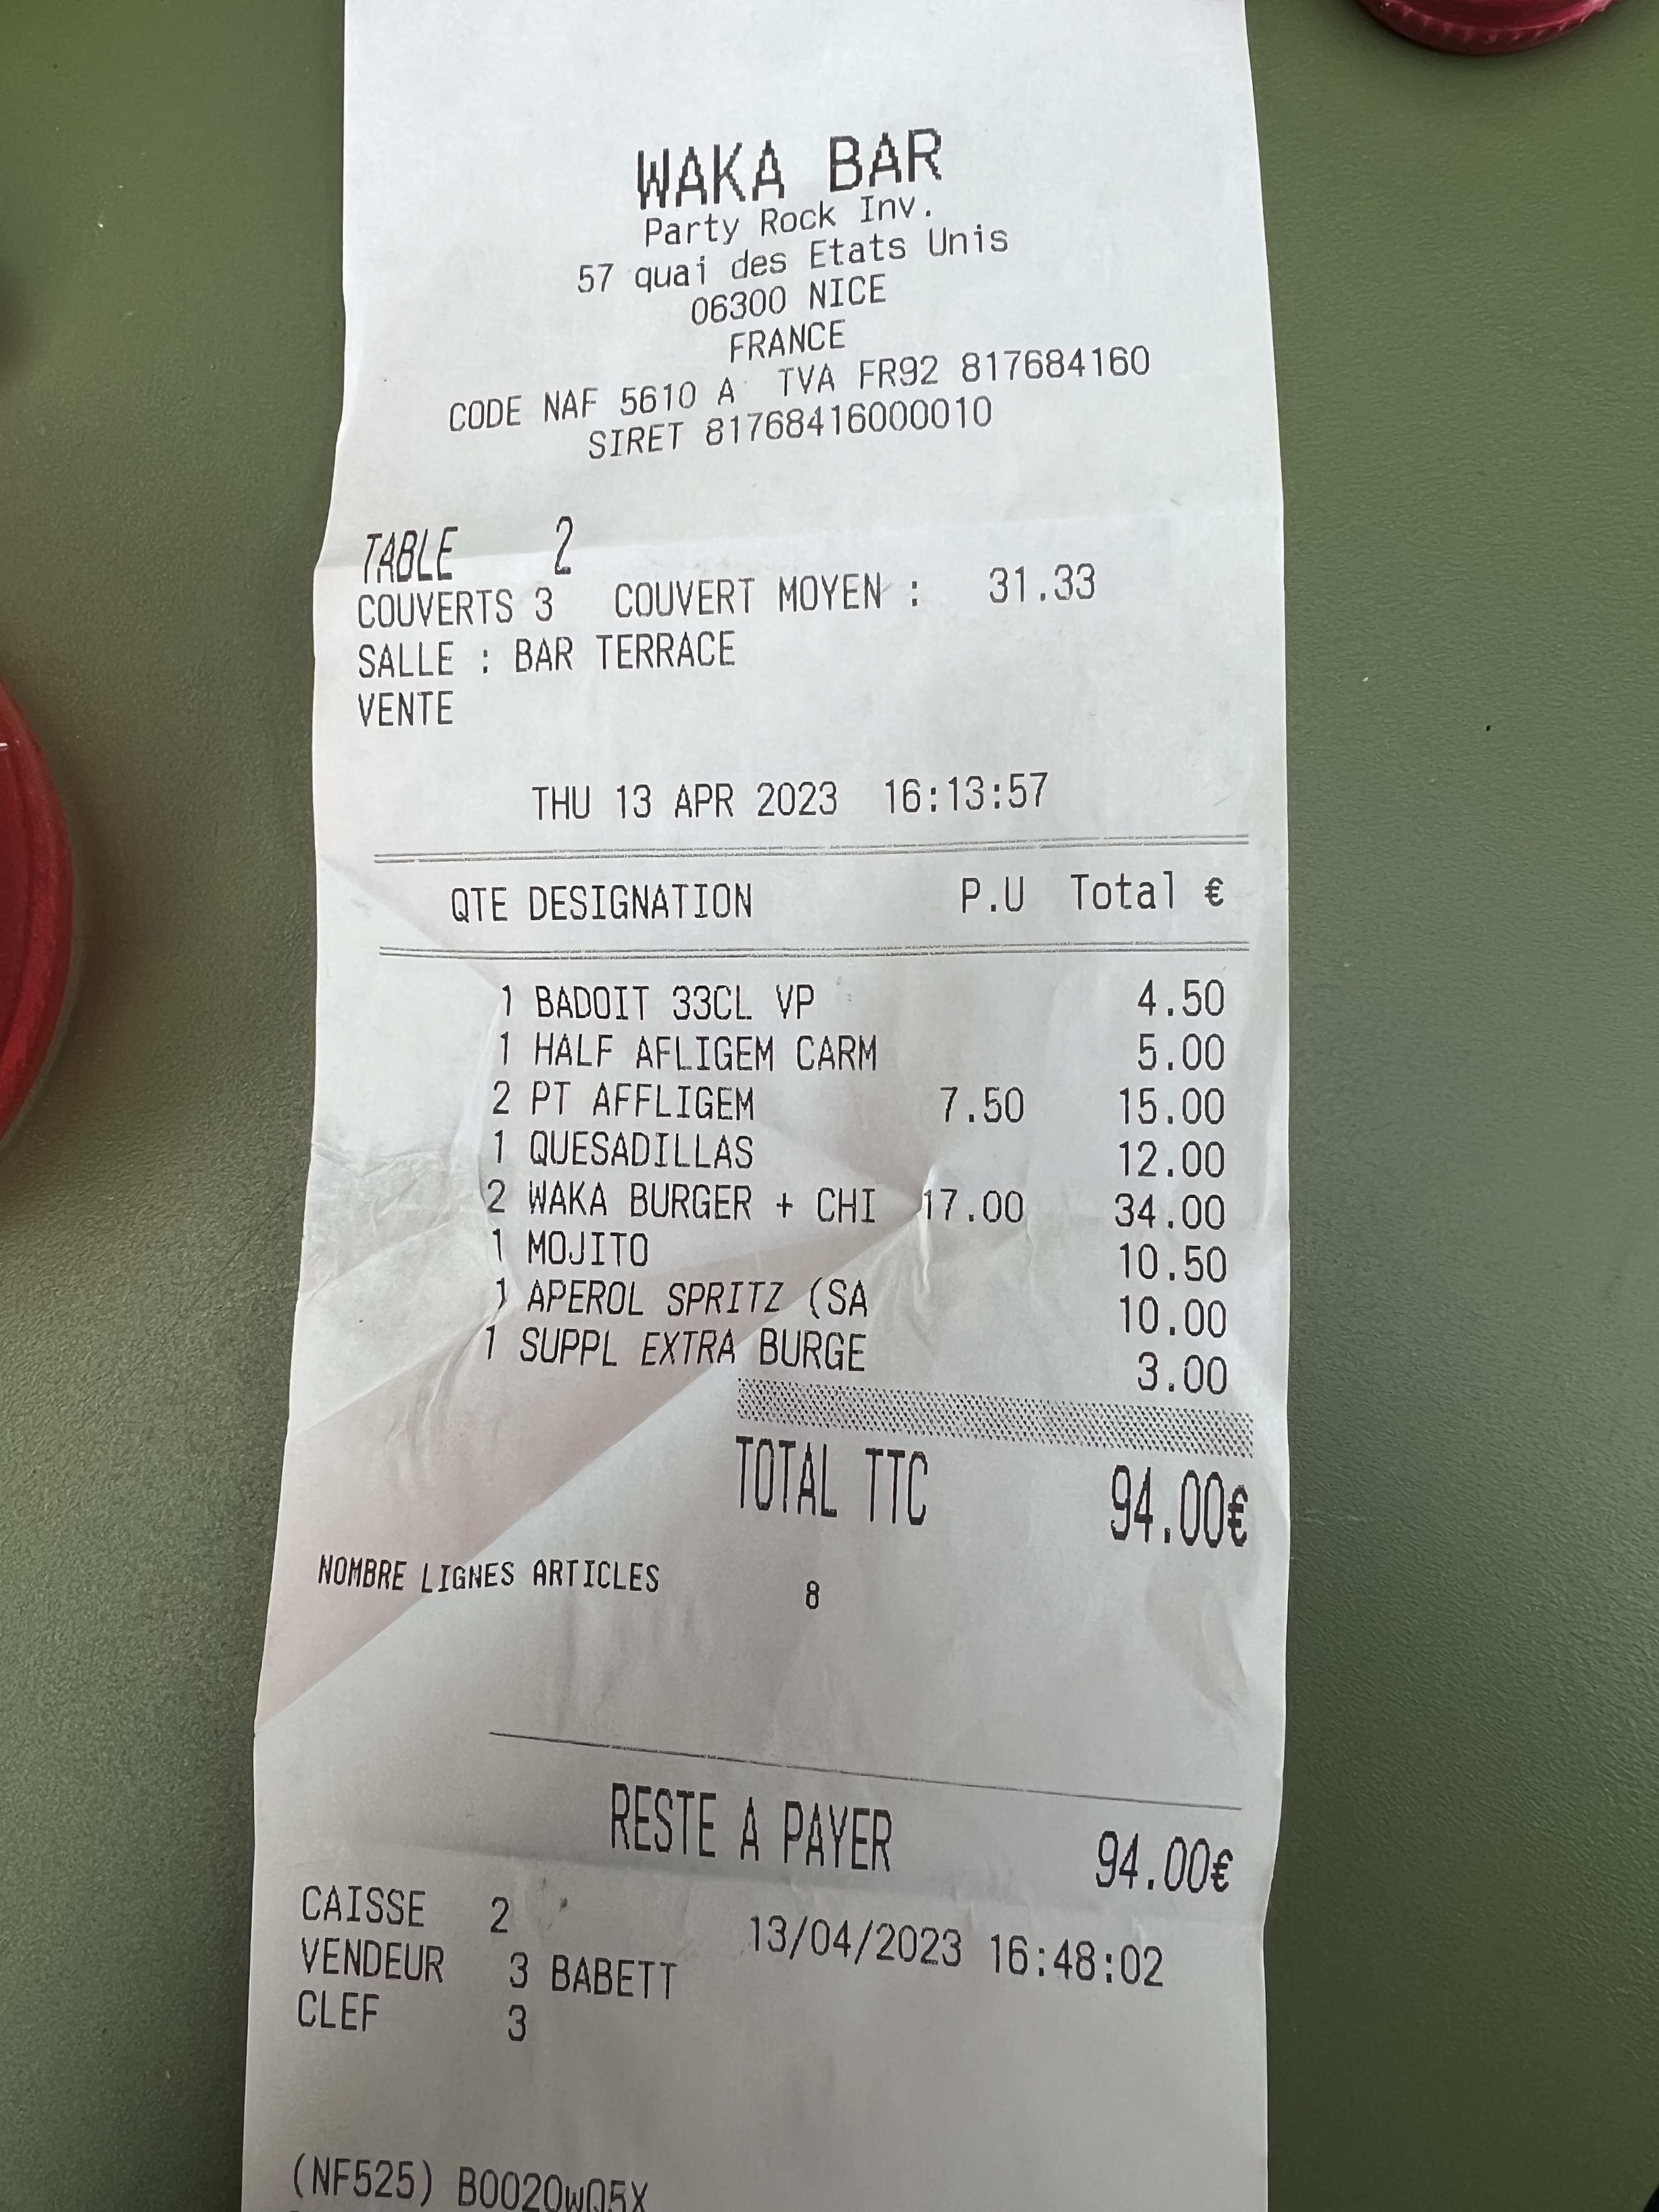 WAKA BAR
Party Rock Inv.
57 quai des Etats Unis
06300 NICE
FRANCE
CODE NAF 5610 A TVA FR92 817684160
SIRET 81768416000010
TABLE 2
COUVERTS 3 COUVERT MOYEN : 31.33
SALLE : BAR TERRACE
VENTE
THU 13 APR 2023 16:13:57
QTE DESIGNATION P.U Total €
1 BADOIT 33CL VP 4.50
1 HALF AFLIGEM CARM 5.00
2 PT AFFLIGEM 7.50 15.00
1 QUESADILLAS 12.00
2 WAKA BURGER + CHI 17.00 34.00
1 MOJITO 10.50
1 APEROL SPRITZ (SA 10.00
1 SUPPL EXTRA BURGE 3.00
TOTAL TTC 94.00€
NOMBRE LIGNES ARTICLES 8
RESTE A PAYER 94.00€
CAISSE 2 13/04/2023 16:48:02
VENDEUR 3 BABETT
CLEF 3
(NF525) B0020wQ5X